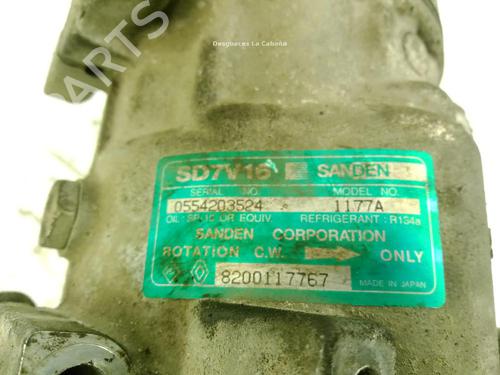 Desguaces La Cabaña
PARTS
SD7V16 SANDEN
SERIAL NO. MODEL NO.
0554203524 1177A
OIL: SP-10 OR EQUIV. REFRIGERANT: R134a
SANDEN CORPORATION
ROTATION C.W. ONLY
8200117767 MADE IN JAPAN